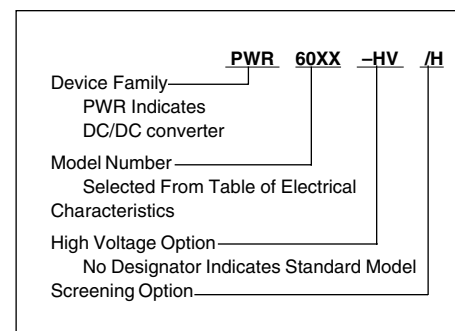 PWR 60XX –HV /H
Device Family
PWR Indicates
DC/DC converter
Model Number
Selected From Table of Electrical
Characteristics
High Voltage Option
No Designator Indicates Standard Model
Screening Option